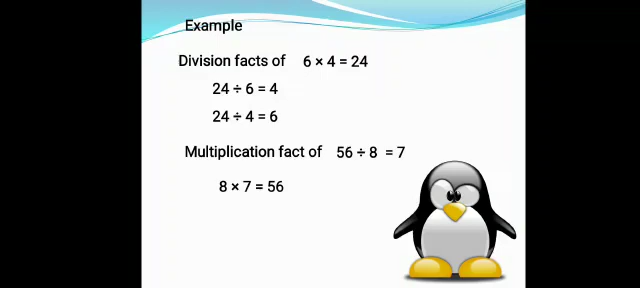 Example
Division facts of 6 × 4 = 24
24 ÷ 6 = 4
24 ÷ 4 = 6
Multiplication fact of 56 ÷ 8 = 7
8 × 7 = 56